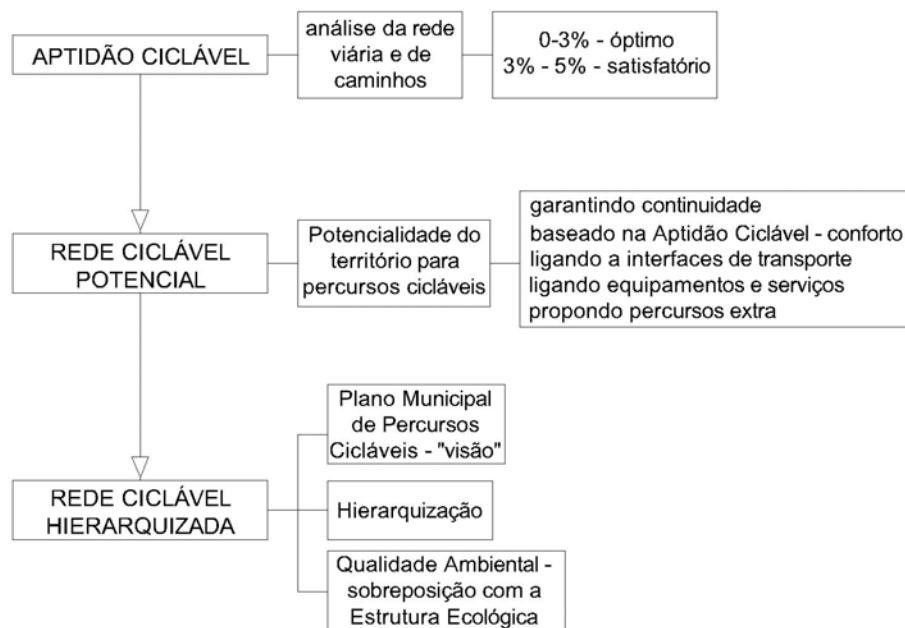 APTIDÃO CICLÁVEL
análise da rede
viária e de
caminhos
0-3% - óptimo
3% - 5% - satisfatório
REDE CICLÁVEL
POTENCIAL
Potencialidade do
território para
percursos cicláveis
garantindo continuidade
baseado na Aptidão Ciclável - conforto
ligando a interfaces de transporte
ligando equipamentos e serviços
propondo percursos extra
REDE CICLÁVEL
HIERARQUIZADA
Plano Municipal
de Percursos
Cicláveis - "visão"
Hierarquização
Qualidade Ambiental -
sobreposição com a
Estrutura Ecológica